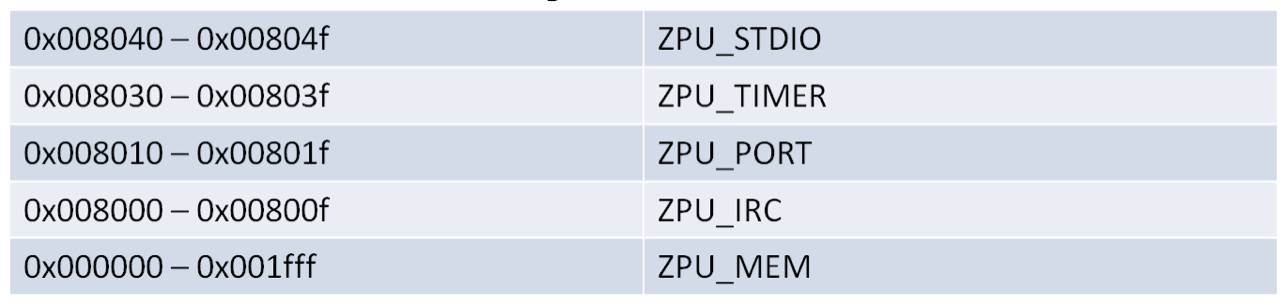 0x008040 – 0x00804f ZPU_STDIO
0x008030 – 0x00803f ZPU_TIMER
0x008010 – 0x00801f ZPU_PORT
0x008000 – 0x00800f ZPU_IRC
0x000000 – 0x001fff ZPU_MEM